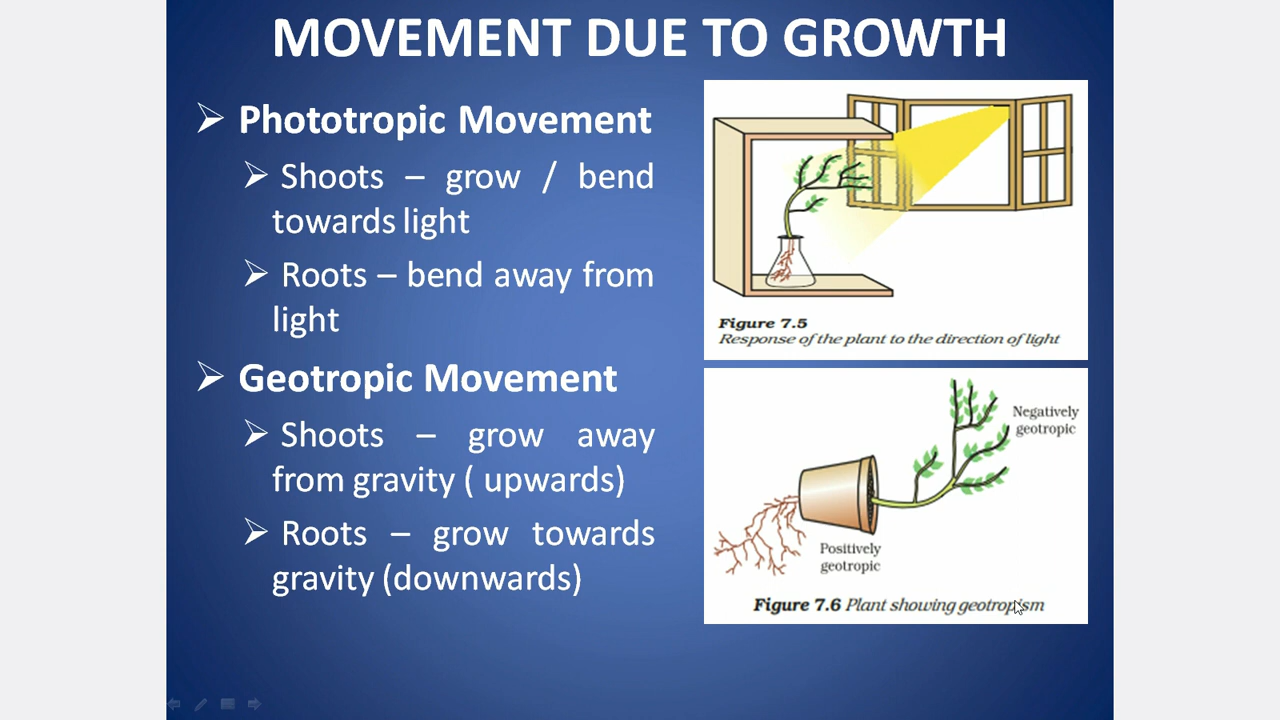 MOVEMENT DUE TO GROWTH
Phototropic Movement
Shoots – grow / bend
towards light
Roots – bend away from
light
Geotropic Movement
Shoots – grow away
from gravity ( upwards)
Roots – grow towards
gravity (downwards)
Figure 7.5
Response of the plant to the direction of light
Negatively
geotropic
Positively
geotropic
Figure 7.6 Plant showing geotropism